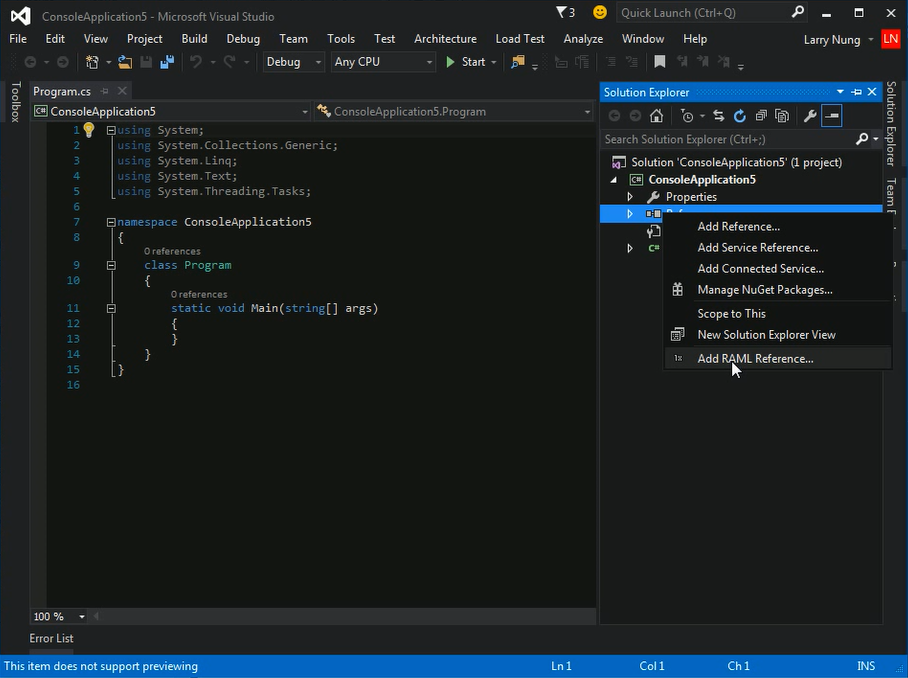 ConsoleApplication5 - Microsoft Visual Studio
3
Quick Launch (Ctrl+Q)
File Edit View Project Build Debug Team Tools Test Architecture Load Test Analyze Window Help
Larry Nung LN
Debug Any CPU Start
Toolbox
Program.cs
ConsoleApplication5 ConsoleApplication5.Program
1 using System;
2 using System.Collections.Generic;
3 using System.Linq;
4 using System.Text;
5 using System.Threading.Tasks;
6
7 namespace ConsoleApplication5
8 {
0 references
9 class Program
10 {
0 references
11 static void Main(string[] args)
12 {
13 }
14 }
15 }
16
100 %
Error List
Solution Explorer
Search Solution Explorer (Ctrl+;)
Solution 'ConsoleApplication5' (1 project)
C# ConsoleApplication5
Properties
C#
Add Reference...
Add Service Reference...
Add Connected Service...
Manage NuGet Packages...
Scope to This
New Solution Explorer View
Add RAML Reference...
Solution Explorer
Team E
This item does not support previewing Ln 1 Col 1 Ch 1 INS